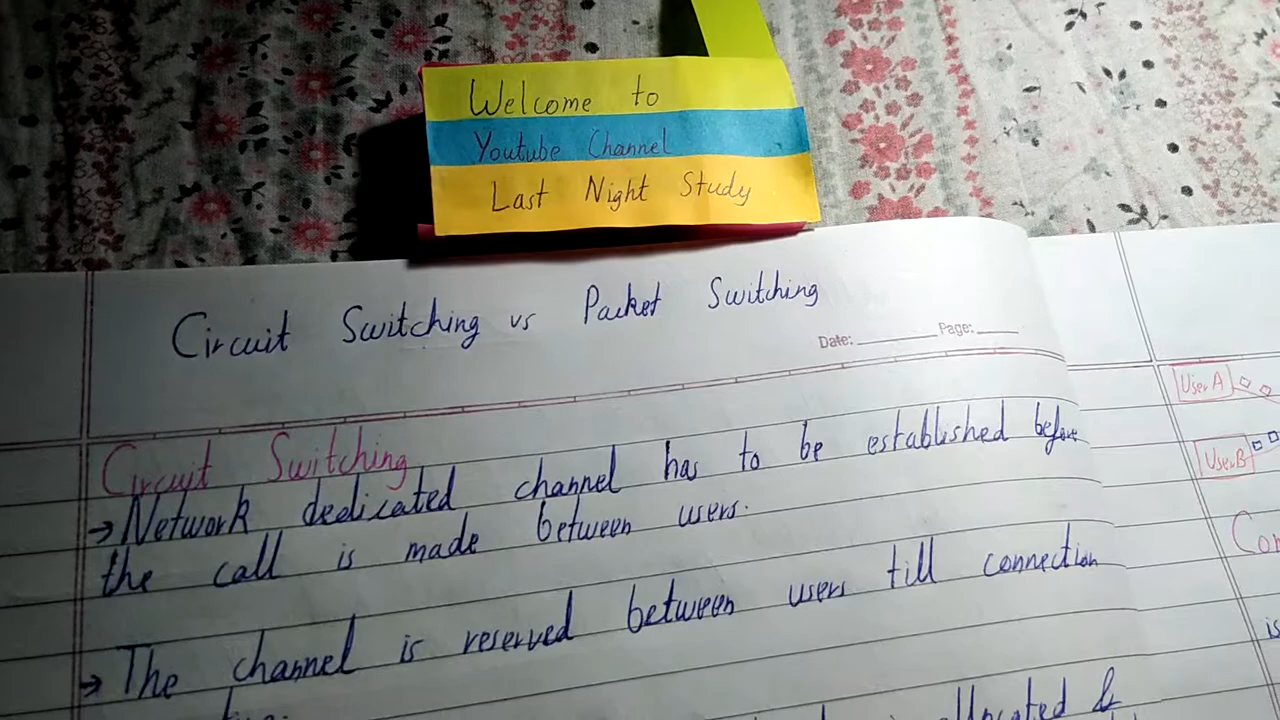 Welcome to
Youtube Channel
Last Night Study
Circuit Switching vs Packet Switching
Date: Page:
Circuit Switching
→ Network dedicated channel has to be established before
the call is made between users.
→ The channel is reserved between users till connection
allocated &
User A
User B
is